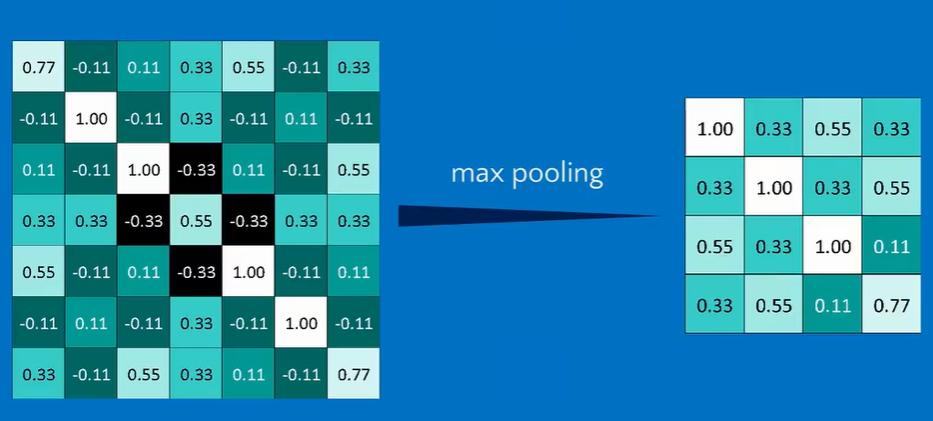 0.77 -0.11 0.11 0.33 0.55 -0.11 0.33
-0.11 1.00 -0.11 0.33 -0.11 0.11 -0.11
0.11 -0.11 1.00 -0.33 0.11 -0.11 0.55
0.33 0.33 -0.33 0.55 -0.33 0.33 0.33
0.55 -0.11 0.11 -0.33 1.00 -0.11 0.11
-0.11 0.11 -0.11 0.33 -0.11 1.00 -0.11
0.33 -0.11 0.55 0.33 0.11 -0.11 0.77
max pooling
1.00 0.33 0.55 0.33
0.33 1.00 0.33 0.55
0.55 0.33 1.00 0.11
0.33 0.55 0.11 0.77